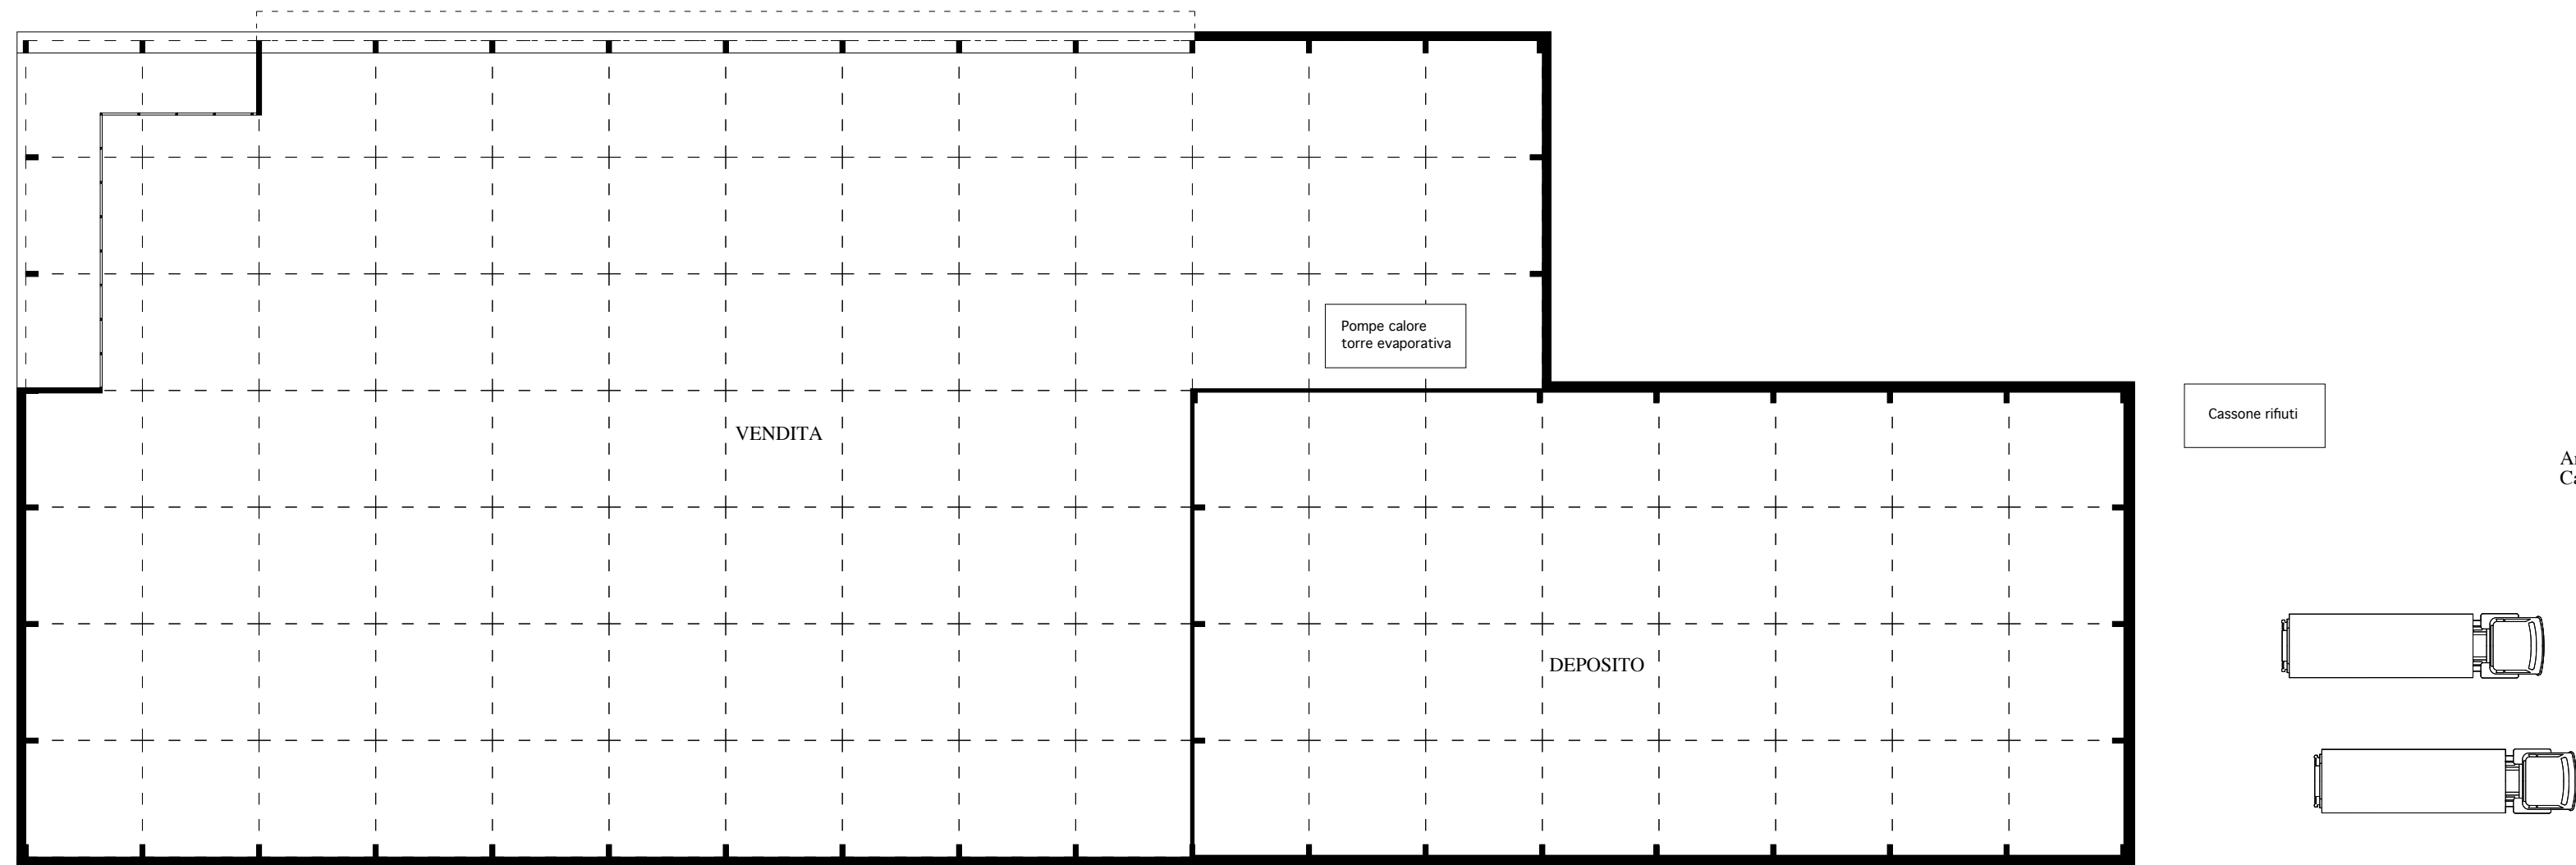 Pompe calore
torre evaporativa
Cassone rifiuti
VENDITA
DEPOSITO